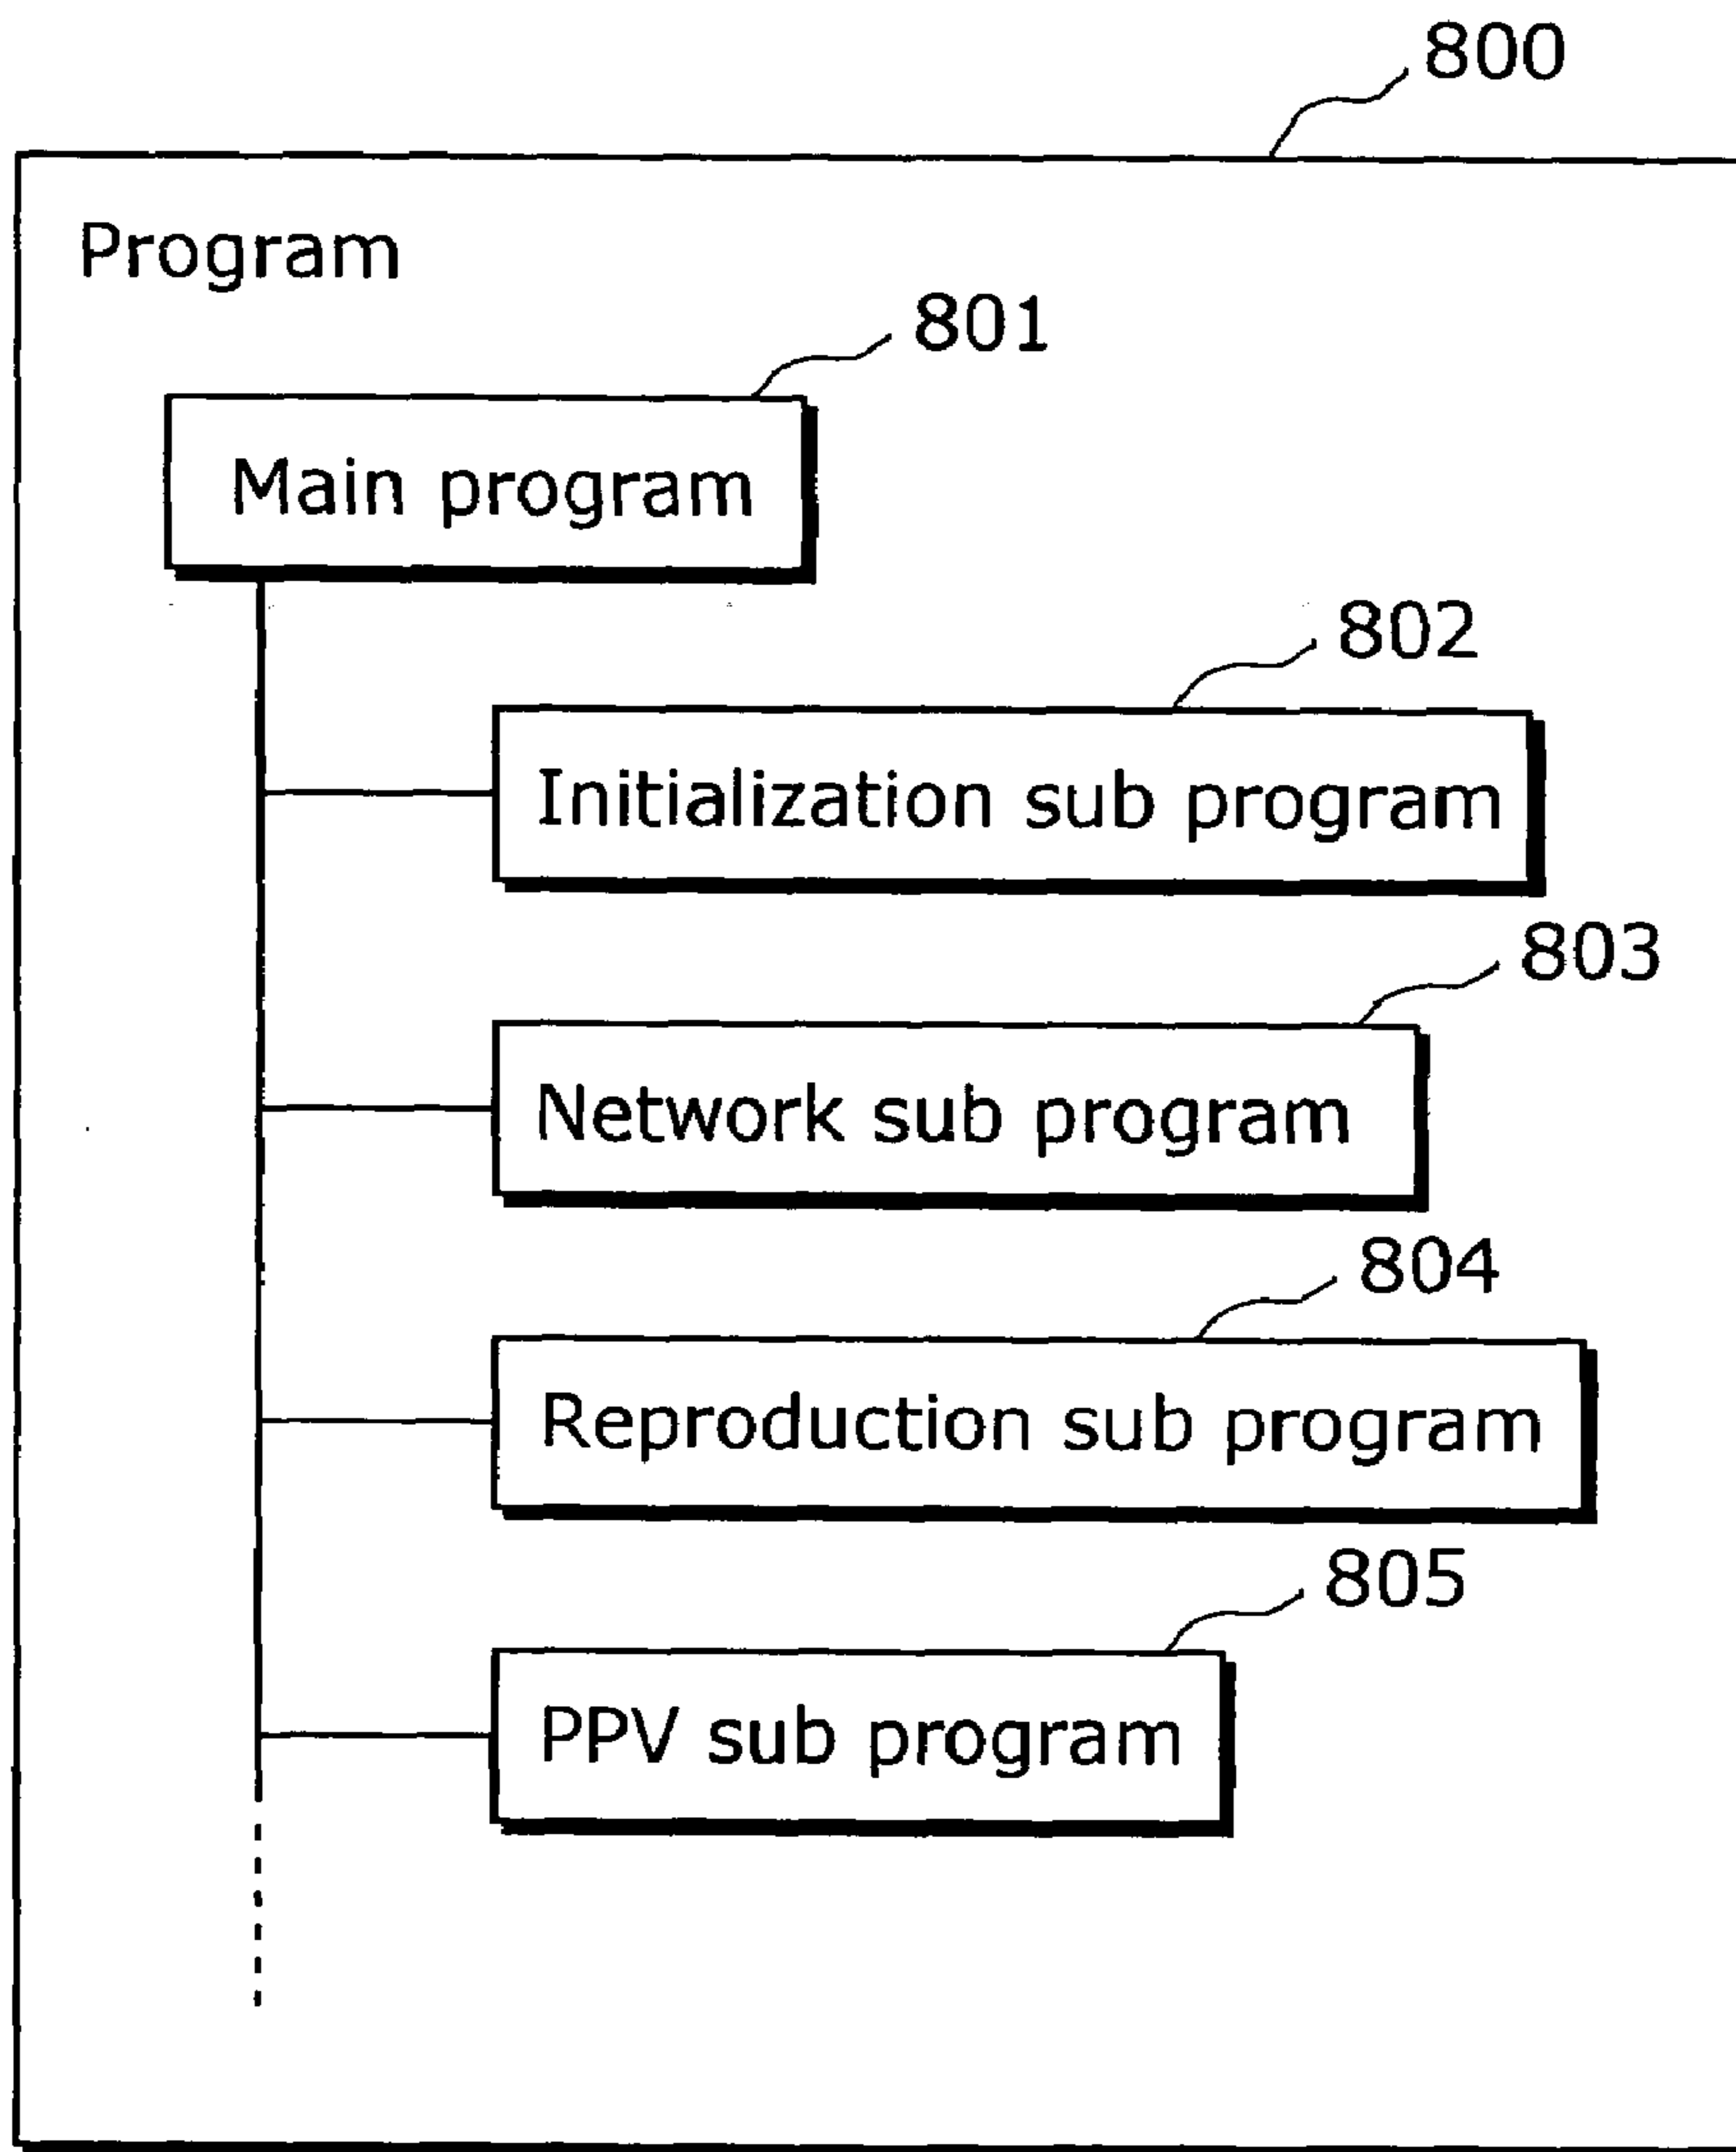 800
Program
801
Main program
802
Initialization sub program
803
Network sub program
804
Reproduction sub program
805
PPV sub program